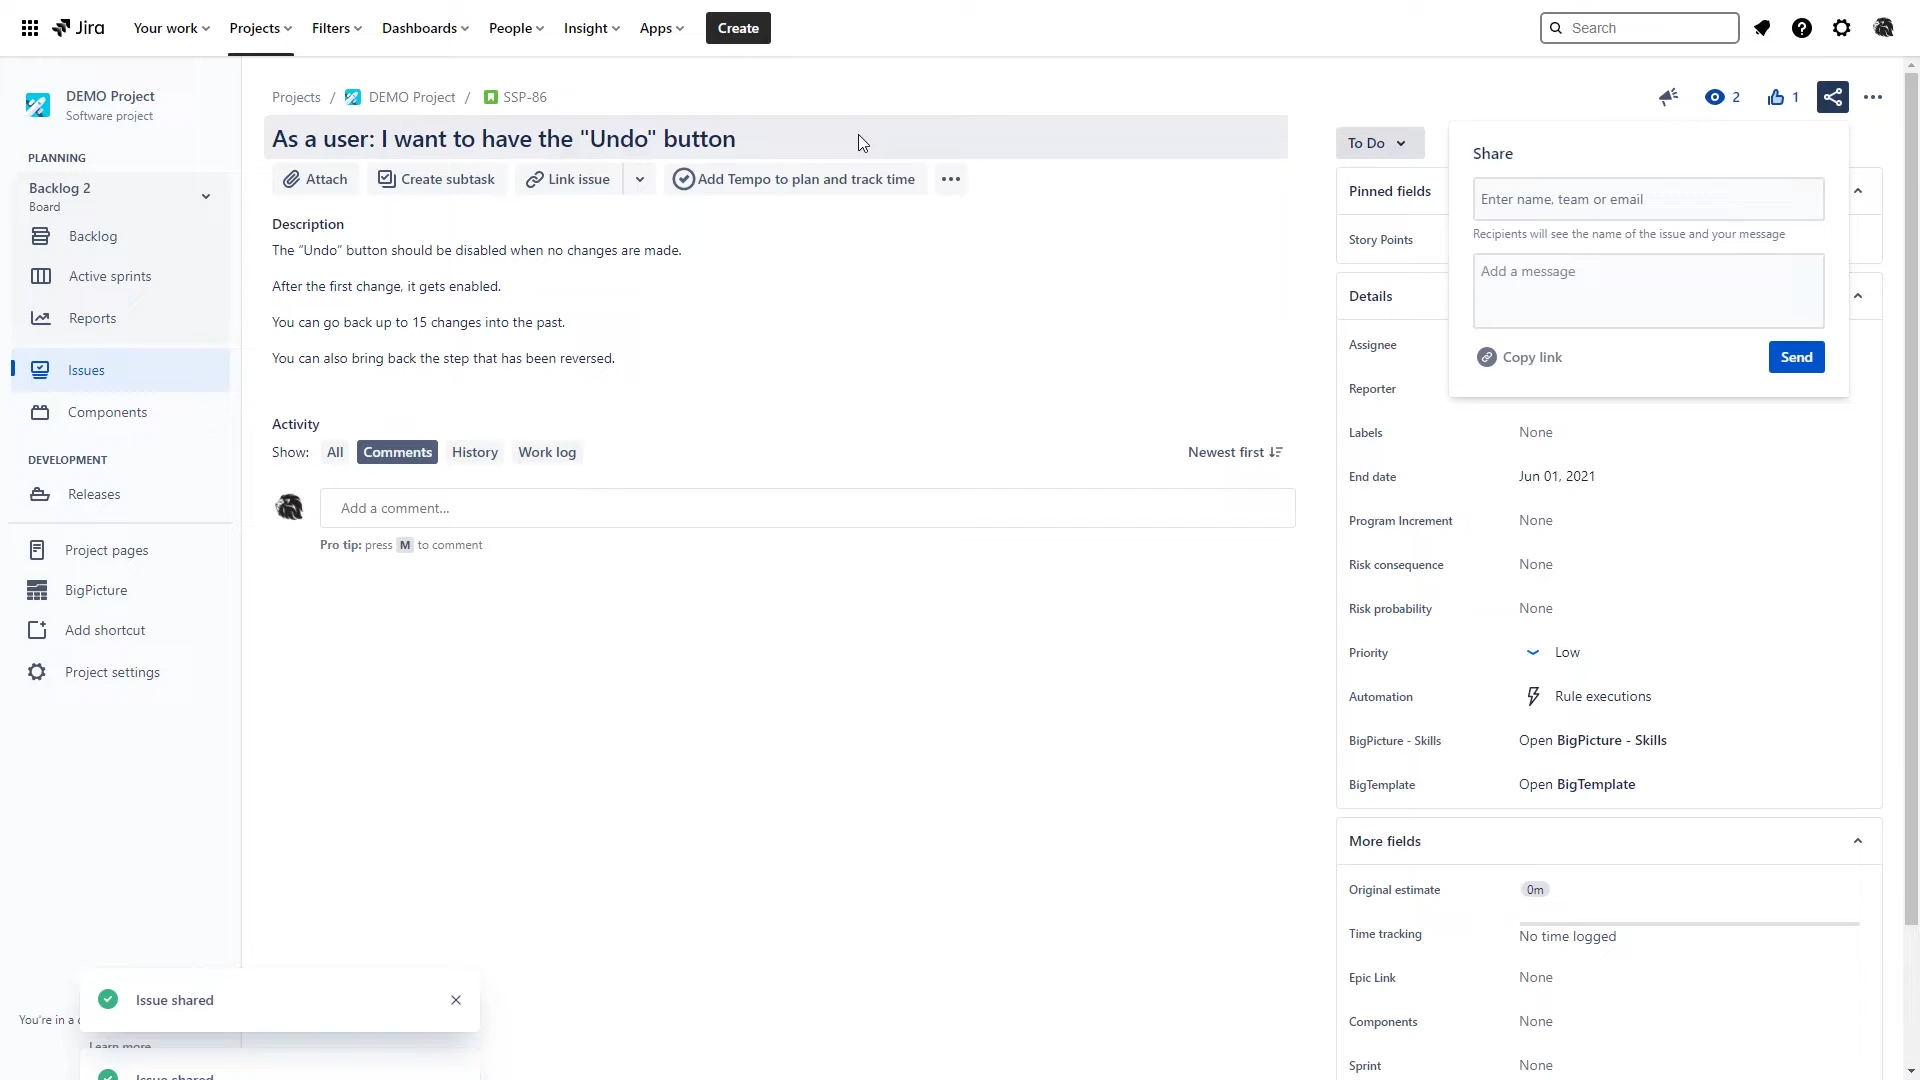 Jira
Your work
Projects
Filters
Dashboards
People
Insight
Apps
Create
Search
DEMO Project
Software project
PLANNING
Backlog 2
Board
Backlog
Active sprints
Reports
Issues
Components
DEVELOPMENT
Releases
Project pages
BigPicture
Add shortcut
Project settings
You're in a
Learn more
Projects / DEMO Project / SSP-86
2
1
As a user: I want to have the "Undo" button
Attach
Create subtask
Link issue
Add Tempo to plan and track time
Description
The “Undo” button should be disabled when no changes are made.
After the first change, it gets enabled.
You can go back up to 15 changes into the past.
You can also bring back the step that has been reversed.
Activity
Show: All Comments History Work log
Newest first
Add a comment...
Pro tip: press M to comment
To Do
Pinned fields
Story Points
Details
Assignee
Reporter
Share
Enter name, team or email
Recipients will see the name of the issue and your message
Add a message
Copy link
Send
Labels None
End date Jun 01, 2021
Program Increment None
Risk consequence None
Risk probability None
Priority Low
Automation Rule executions
BigPicture - Skills Open BigPicture - Skills
BigTemplate Open BigTemplate
More fields
Original estimate 0m
Time tracking No time logged
Epic Link None
Components None
Sprint None
Issue shared
Issue shared